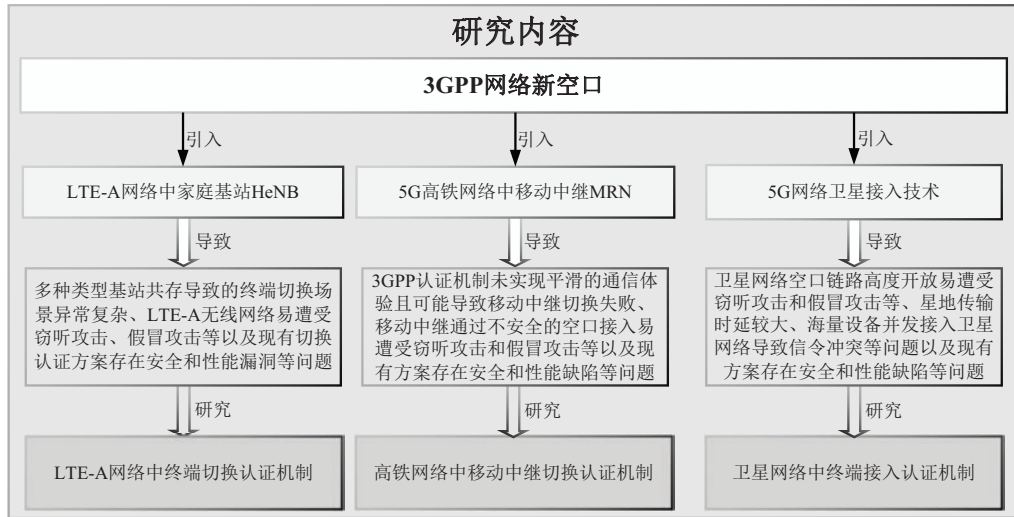 研究内容
3GPP网络新空口
引入
引入
引入
LTE-A网络中家庭基站HeNB
5G高铁网络中移动中继MRN
5G网络卫星接入技术
导致
导致
导致
多种类型基站共存导致的终端切换场
景异常复杂、LTE-A无线网络易遭受
窃听攻击、假冒攻击等以及现有切换
认证方案存在安全和性能漏洞等问题
3GPP认证机制未实现平滑的通信体
验且可能导致移动中继切换失败、
移动中继通过不安全的空口接入易
遭受窃听攻击和假冒攻击等以及现
有方案存在安全和性能缺陷等问题
卫星网络空口链路高度开放易遭受
窃听攻击和假冒攻击等、星地传输
时延较大、海量设备并发接入卫星
网络导致信令冲突等问题以及现有
方案存在安全和性能缺陷等问题
研究
研究
研究
LTE-A网络中终端切换认证机制
高铁网络中移动中继切换认证机制
卫星网络中终端接入认证机制